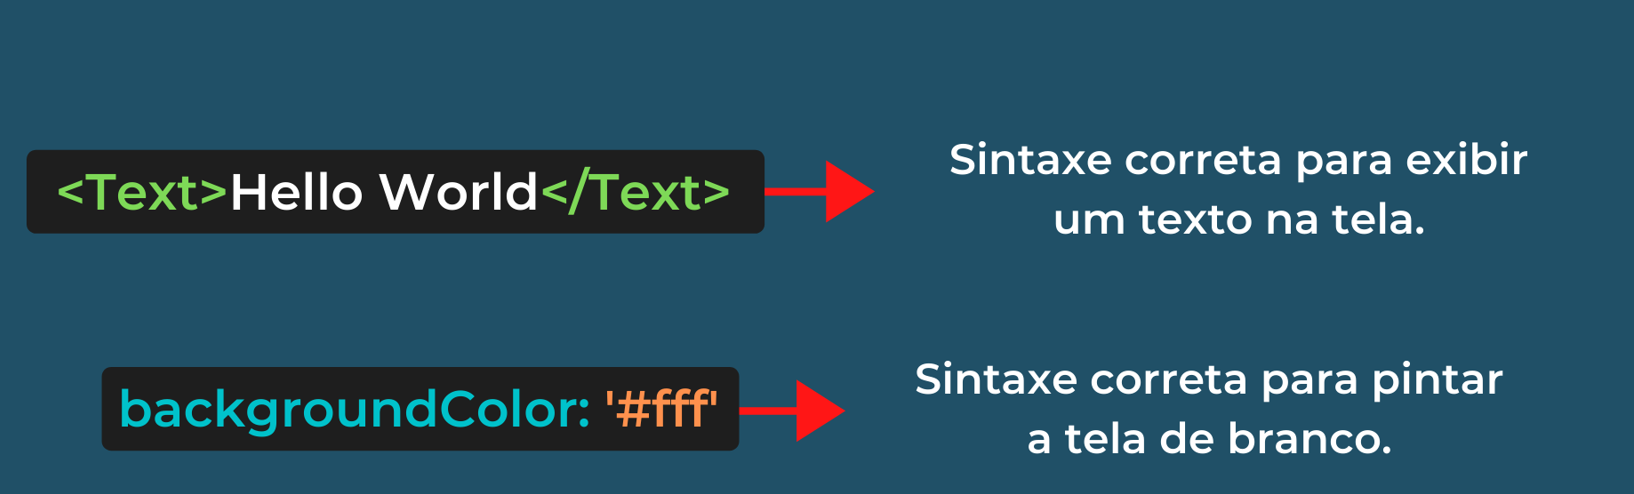 <Text>Hello World</Text>
Sintaxe correta para exibir
um texto na tela.
backgroundColor: '#fff'
Sintaxe correta para pintar
a tela de branco.